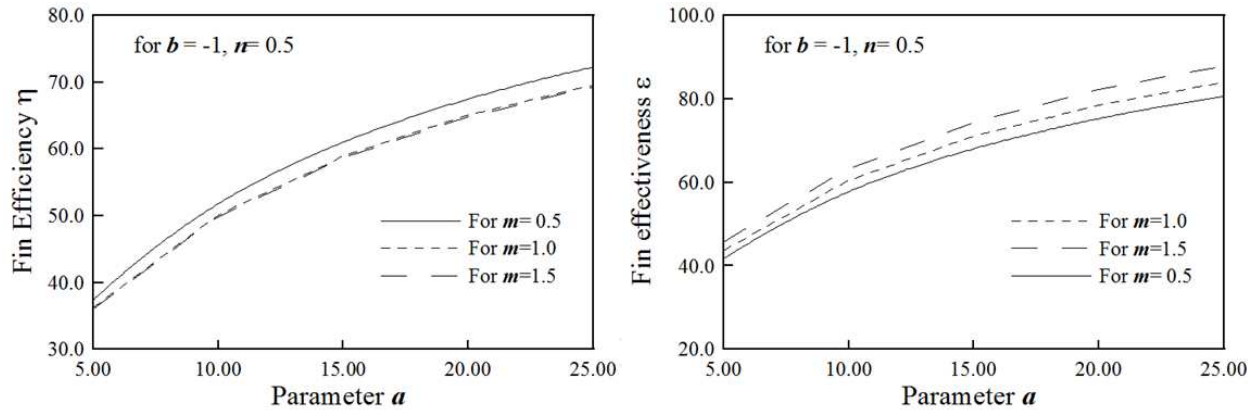 80.0
for b = -1, n= 0.5
70.0
Fin Efficiency η
60.0
50.0
For m= 0.5
For m=1.0
40.0
For m=1.5
30.0
5.00 10.00 15.00 20.00 25.00
Parameter a
100.0
for b = -1, n= 0.5
80.0
Fin effectiveness ε
60.0
For m=1.0
For m=1.5
40.0
For m= 0.5
20.0
5.00 10.00 15.00 20.00 25.00
Parameter a